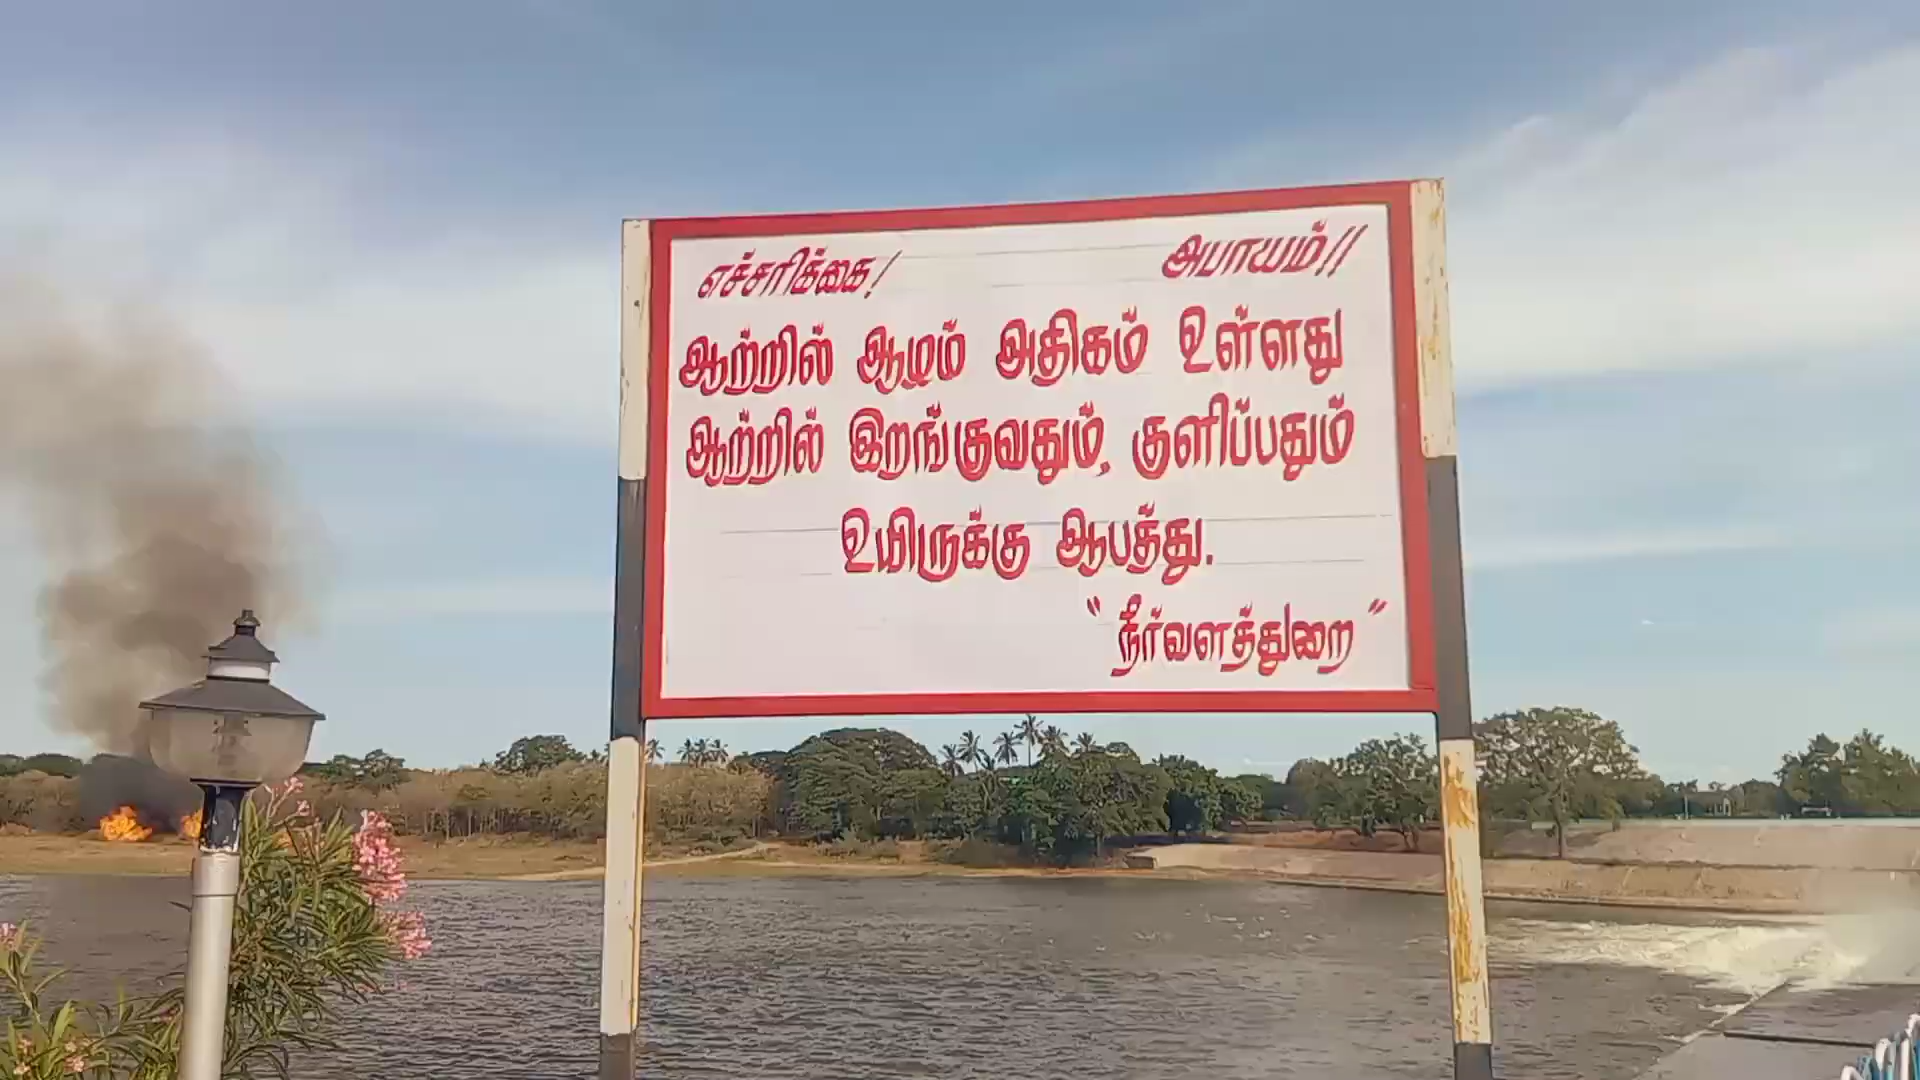 எச்சரிக்கை! அபாயம்!!
ஆற்றில் ஆழம் அதிகம் உள்ளது
ஆற்றில் இறங்குவதும், குளிப்பதும்
உயிருக்கு ஆபத்து.
"நீர்வளத்துறை"